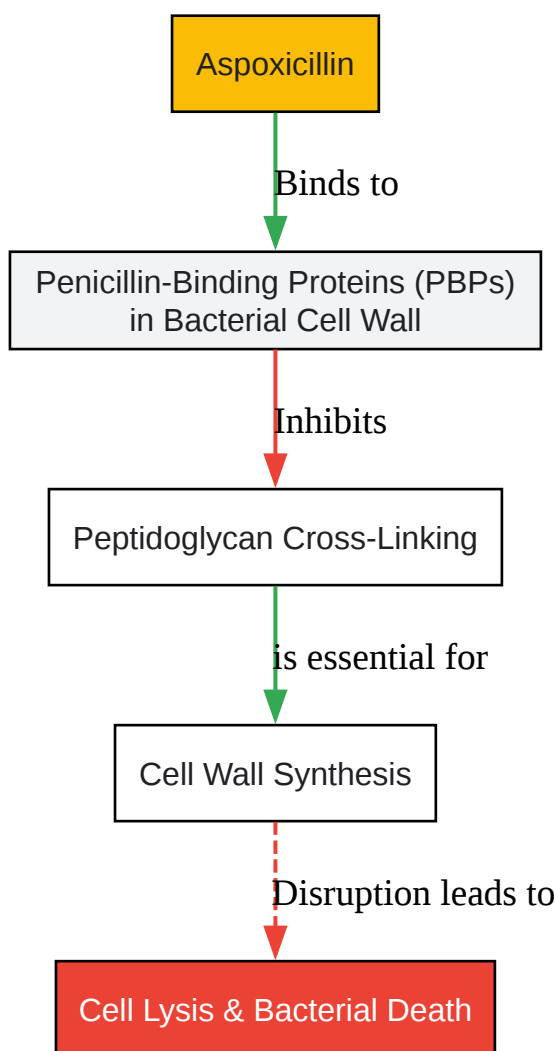 Aspoxicillin
Binds to
Penicillin-Binding Proteins (PBPs)
in Bacterial Cell Wall
Inhibits
Peptidoglycan Cross-Linking
is essential for
Cell Wall Synthesis
Disruption leads to
Cell Lysis & Bacterial Death